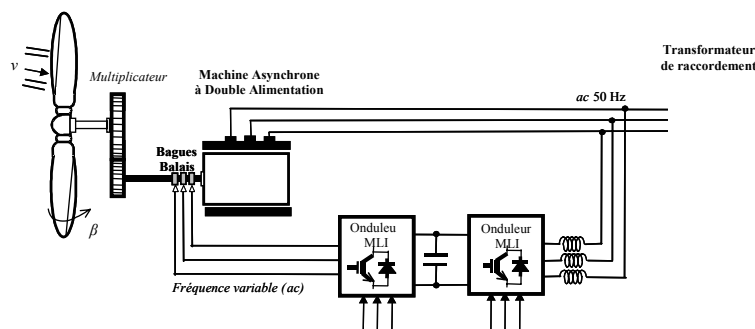 Transformateur
de raccordement
v
Multiplicateur
Machine Asynchrone
à Double Alimentation
ac 50 Hz
Bagues
Balais
β
Onduleu
MLI
Onduleur
MLI
Fréquence variable (ac)